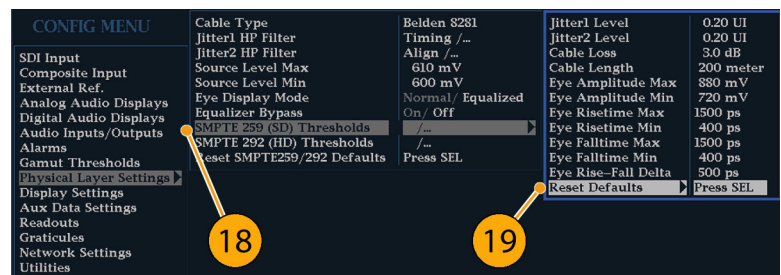 CONFIG MENU
SDI Input
Composite Input
External Ref.
Analog Audio Displays
Digital Audio Displays
Audio Inputs/Outputs
Alarms
Gamut Thresholds
Physical Layer Settings
Display Settings
Aux Data Settings
Readouts
Graticules
Network Settings
Utilities
Cable Type Belden 8281
Jitter1 HP Filter Timing /...
Jitter2 HP Filter Align /...
Source Level Max 610 mV
Source Level Min 600 mV
Eye Display Mode Normal/ Equalized
Equalizer Bypass On/ Off
SMPTE 259 (SD) Thresholds /...
SMPTE 292 (HD) Thresholds /...
Reset SMPTE259/292 Defaults Press SEL
Jitter1 Level 0.20 UI
Jitter2 Level 0.20 UI
Cable Loss 3.0 dB
Cable Length 200 meter
Eye Amplitude Max 880 mV
Eye Amplitude Min 720 mV
Eye Risetime Max 1500 ps
Eye Risetime Min 400 ps
Eye Falltime Max 1500 ps
Eye Falltime Min 400 ps
Eye Rise–Fall Delta 500 ps
Reset Defaults Press SEL
18
19